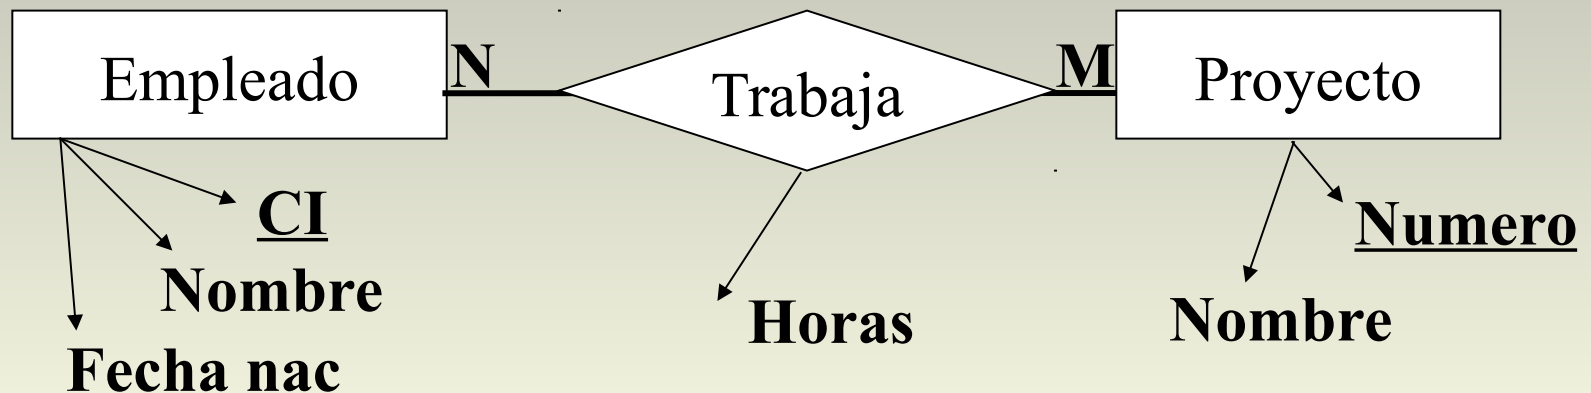 Empleado
N
Trabaja
M
Proyecto
CI
Nombre
Fecha nac
Horas
Numero
Nombre